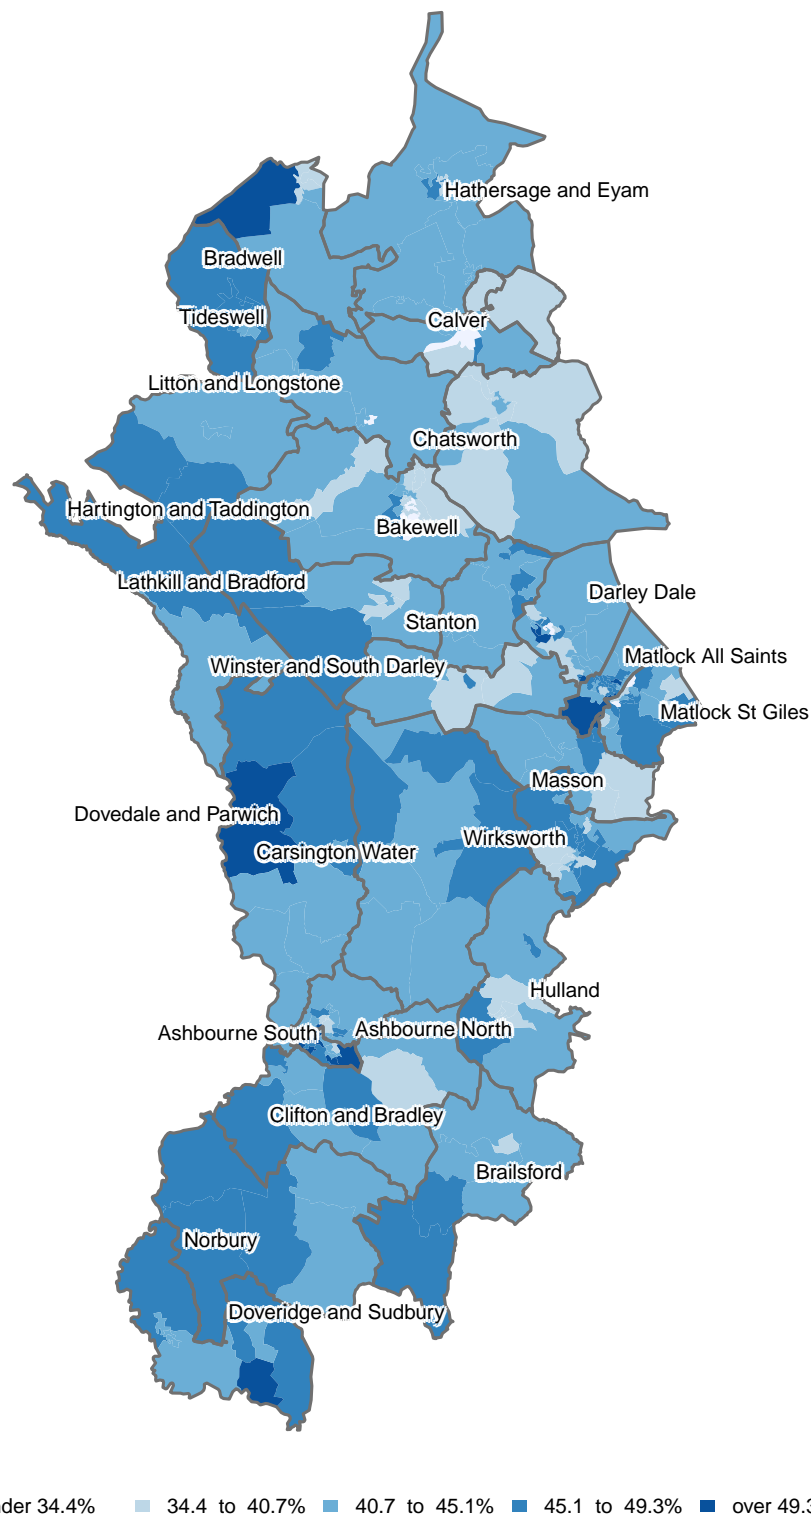 Hathersage and Eyam
Bradwell
Tideswell
Calver
Litton and Longstone
Chatsworth
Hartington and Taddington
Bakewell
Lathkill and Bradford
Darley Dale
Stanton
Matlock All Saints
Winster and South Darley
Matlock St Giles
Masson
Dovedale and Parwich
Wirksworth
Carsington Water
Hulland
Ashbourne South
Ashbourne North
Clifton and Bradley
Brailsford
Norbury
Doveridge and Sudbury
nder 34.4% 34.4 to 40.7% 40.7 to 45.1% 45.1 to 49.3% over 49.3